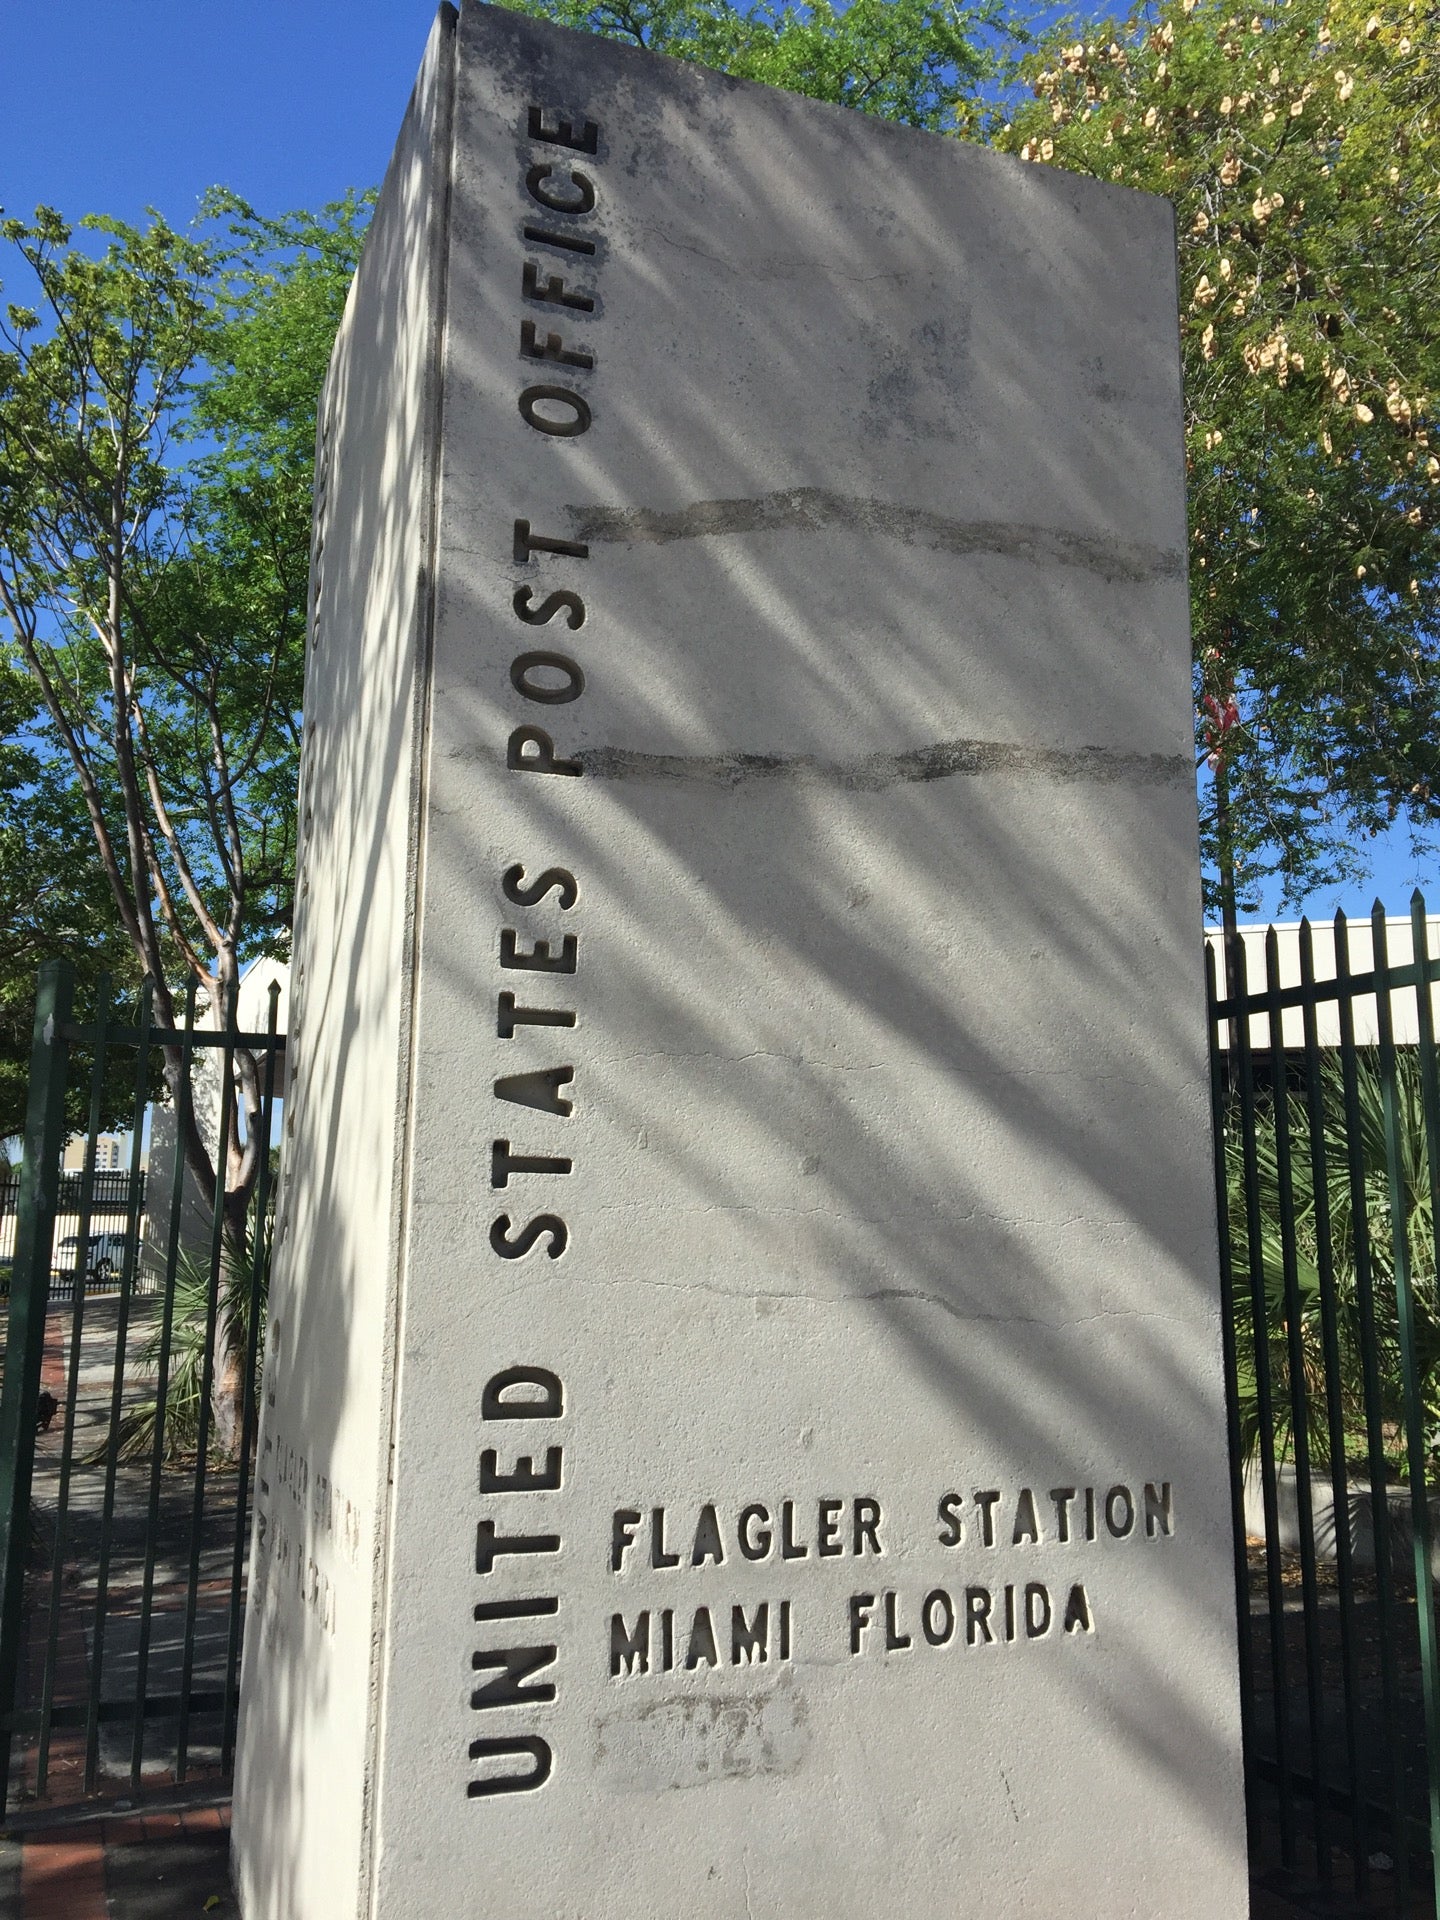 UNITED STATES POST OFFICE
FLAGLER STATION
MIAMI FLORIDA